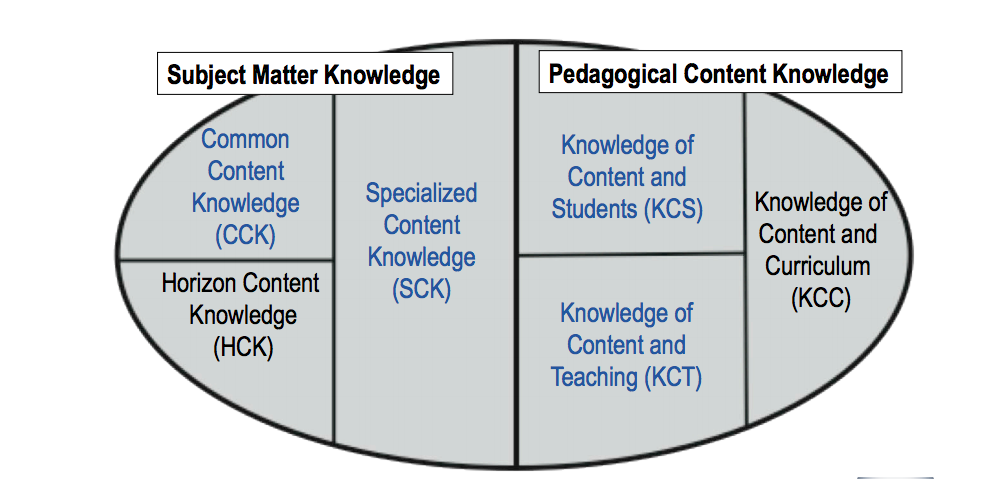 Subject Matter Knowledge
Pedagogical Content Knowledge
Common
Content
Knowledge
(CCK)
Horizon Content
Knowledge
(HCK)
Specialized
Content
Knowledge
(SCK)
Knowledge of
Content and
Students (KCS)
Knowledge of
Content and
Teaching (KCT)
Knowledge of
Content and
Curriculum
(KCC)